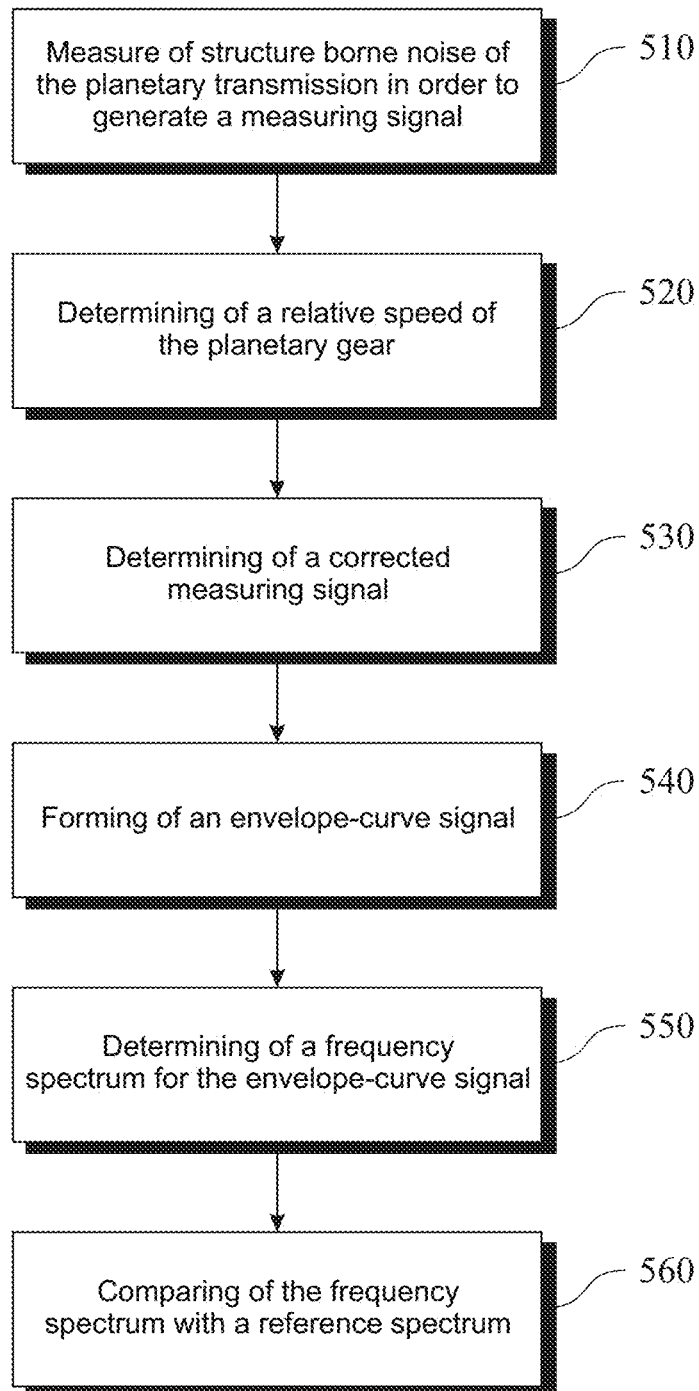 Measure of structure borne noise of
the planetary transmission in order to
generate a measuring signal
510
Determining of a relative speed of
the planetary gear
520
Determining of a corrected
measuring signal
530
Forming of an envelope-curve signal
540
Determining of a frequency
spectrum for the envelope-curve signal
550
Comparing of the frequency
spectrum with a reference spectrum
560